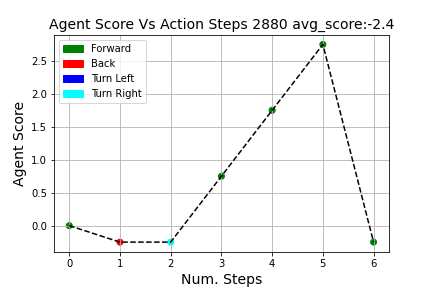 Agent Score Vs Action Steps 2880 avg_score:-2.4
Forward
Back
Turn Left
Turn Right
Agent Score
2.5
2.0
1.5
1.0
0.5
0.0
0 1 2 3 4 5 6
Num. Steps